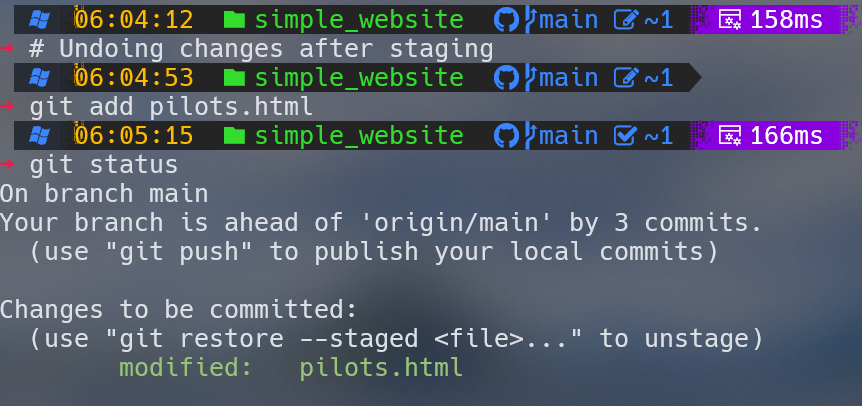 06:04:12 simple_website main ~1 158ms
# Undoing changes after staging
06:04:53 simple_website main ~1
git add pilots.html
06:05:15 simple_website main ~1 166ms
git status
On branch main
Your branch is ahead of 'origin/main' by 3 commits.
(use "git push" to publish your local commits)
Changes to be committed:
(use "git restore --staged <file>..." to unstage)
modified: pilots.html